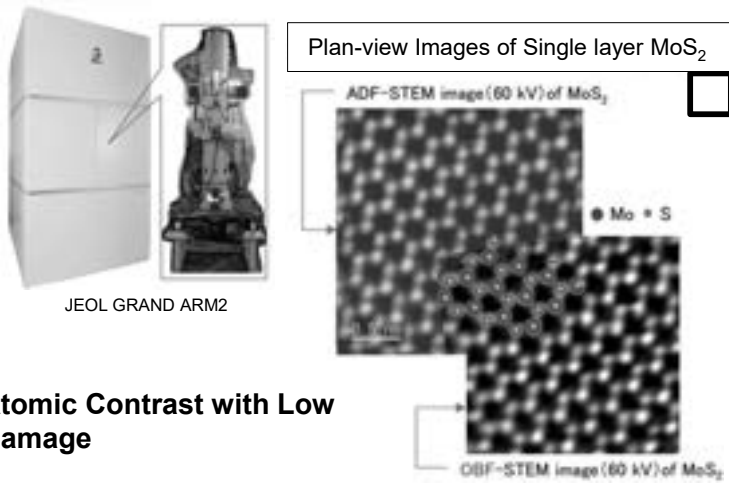 Plan-view Images of Single layer MoS₂
ADF-STEM image(60 kV)of MoS₂
● Mo • S
JEOL GRAND ARM2
tomic Contrast with Low
amage
OBF-STEM image(60 kV)of MoS₂